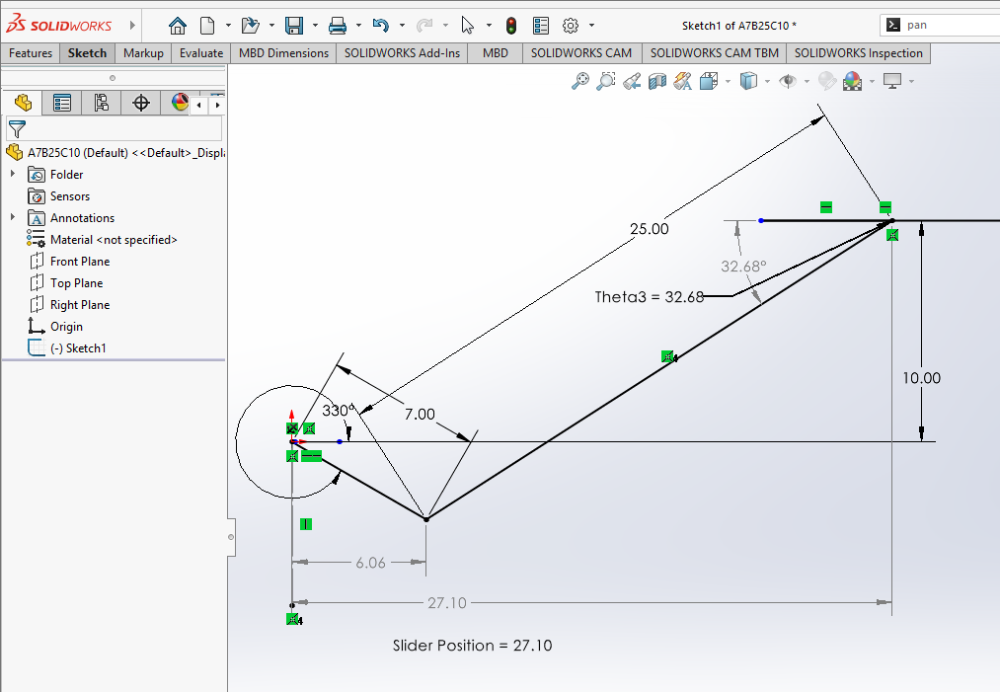 SOLIDWORKS
Sketch1 of A7B25C10 *
pan
Features Sketch Markup Evaluate MBD Dimensions SOLIDWORKS Add-Ins MBD SOLIDWORKS CAM SOLIDWORKS CAM TBM SOLIDWORKS Inspection
A7B25C10 (Default) <<Default>_Displ
Folder
Sensors
Annotations
Material <not specified>
Front Plane
Top Plane
Right Plane
Origin
(-) Sketch1
25.00
32.68°
Theta3 = 32.68
4
10.00
330°
7.00
6.06
27.10
4
Slider Position = 27.10